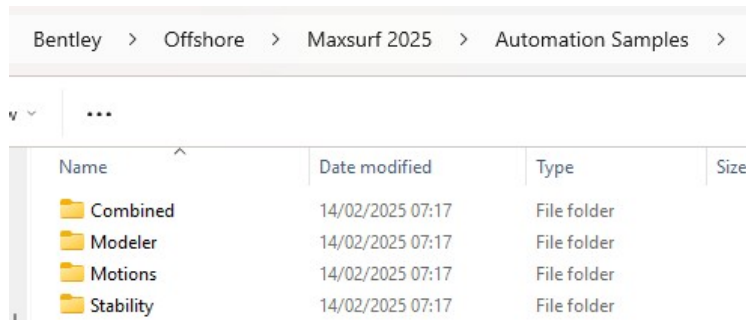 Bentley > Offshore > Maxsurf 2025 > Automation Samples >
...
Name Date modified Type Size
Combined 14/02/2025 07:17 File folder
Modeler 14/02/2025 07:17 File folder
Motions 14/02/2025 07:17 File folder
Stability 14/02/2025 07:17 File folder